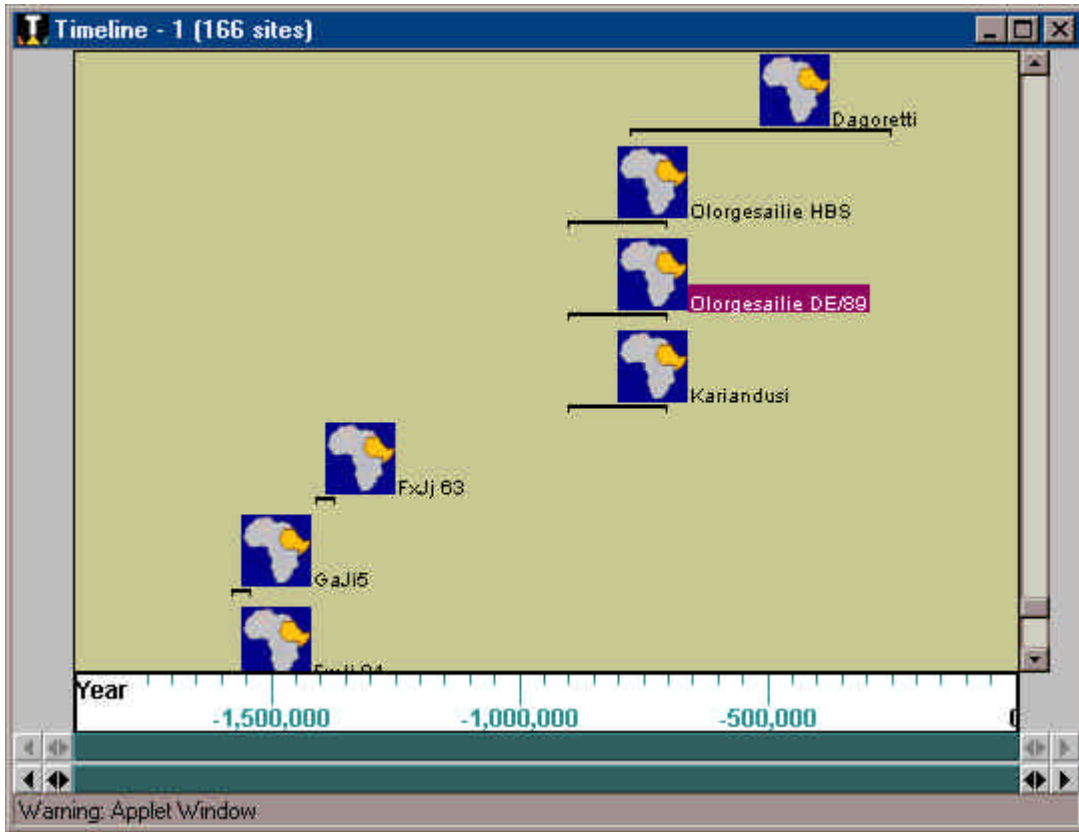 Timeline - 1 (166 sites)
Dagoretti
Olorgesailie HBS
Olorgesailie DE/89
Kariandusi
FxJj 63
GaJi5
Year
-1,500,000 -1,000,000 -500,000
Warning: Applet Window